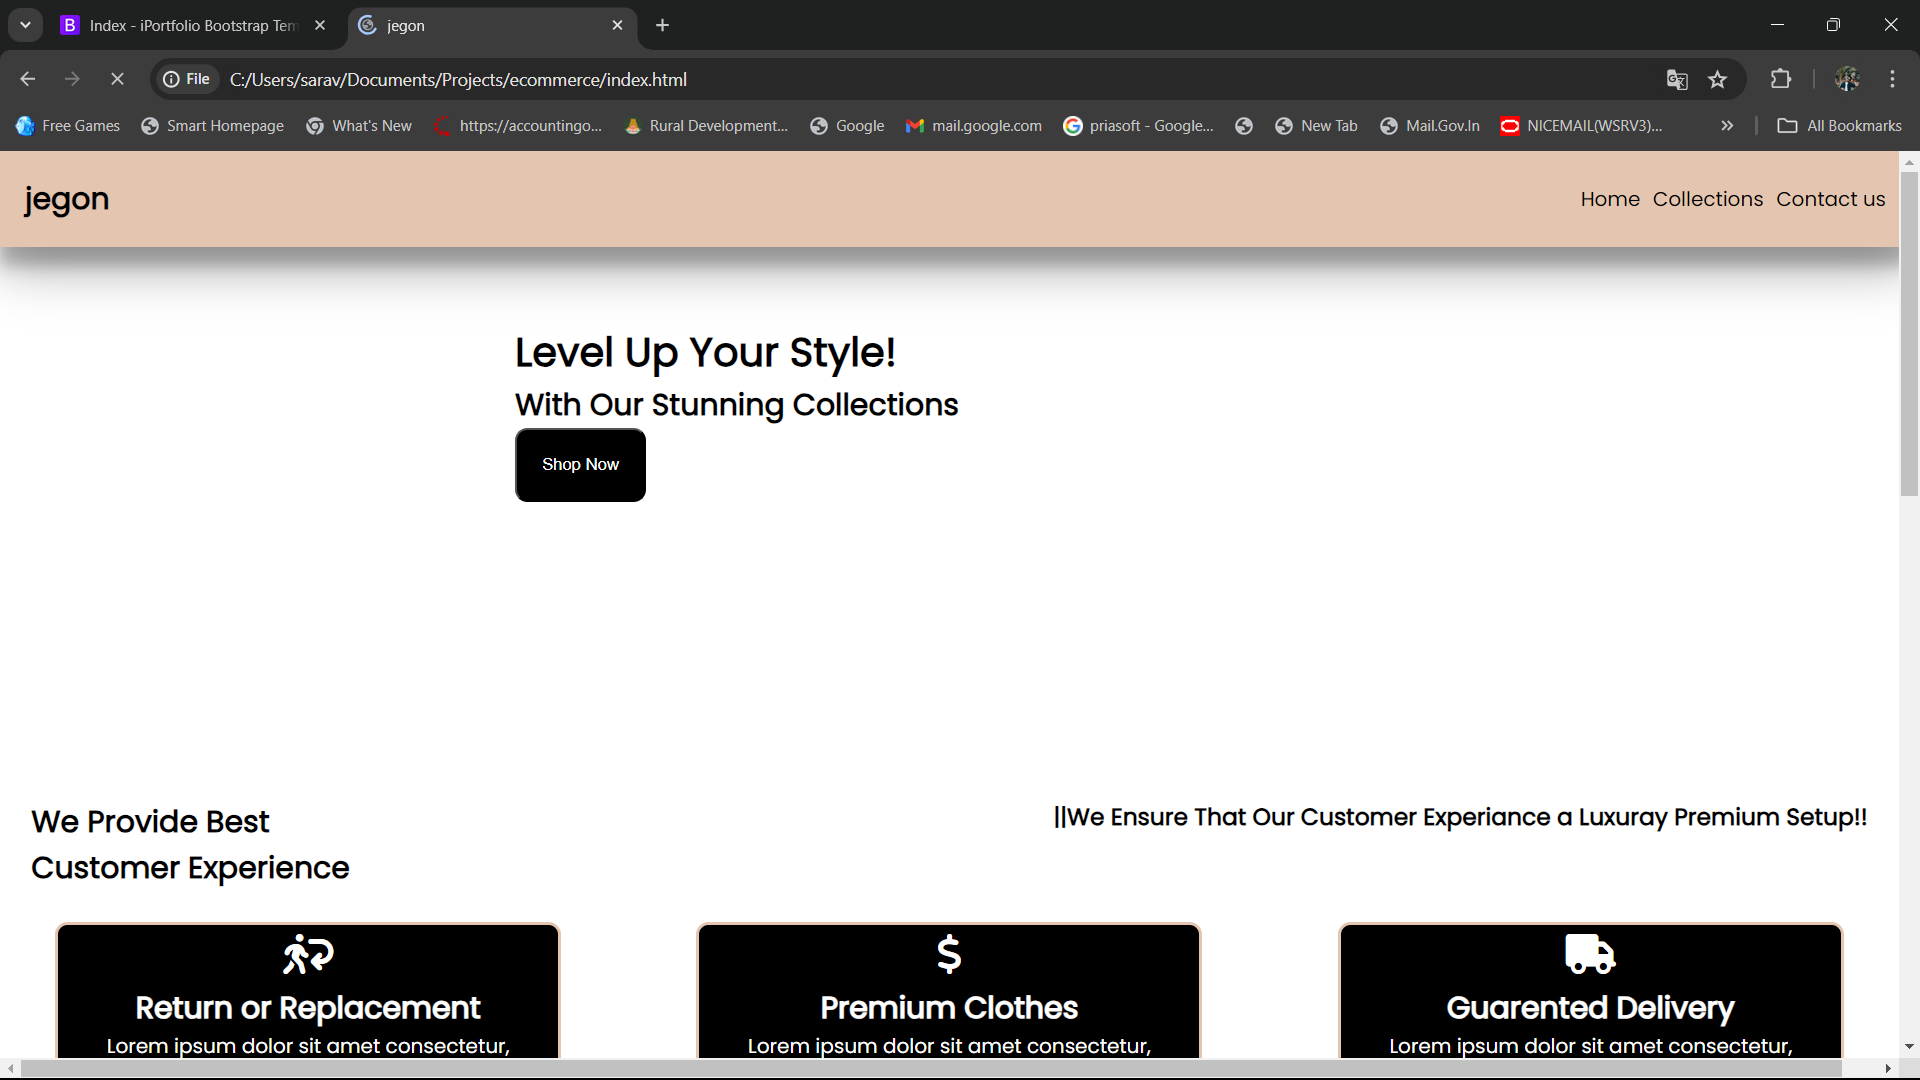 Index - iPortfolio Bootstrap Tem
jegon
File
C:/Users/sarav/Documents/Projects/ecommerce/index.html
Free Games
Smart Homepage
What's New
https://accountingo...
Rural Development...
Google
mail.google.com
priasoft - Google...
New Tab
Mail.Gov.In
NICEMAIL(WSRV3)...
All Bookmarks
jegon
Home Collections Contact us
Level Up Your Style!
With Our Stunning Collections
Shop Now
We Provide Best
Customer Experience
||We Ensure That Our Customer Experiance a Luxuray Premium Setup!!
Return or Replacement
Lorem ipsum dolor sit amet consectetur,
Premium Clothes
Lorem ipsum dolor sit amet consectetur,
Guarented Delivery
Lorem ipsum dolor sit amet consectetur,